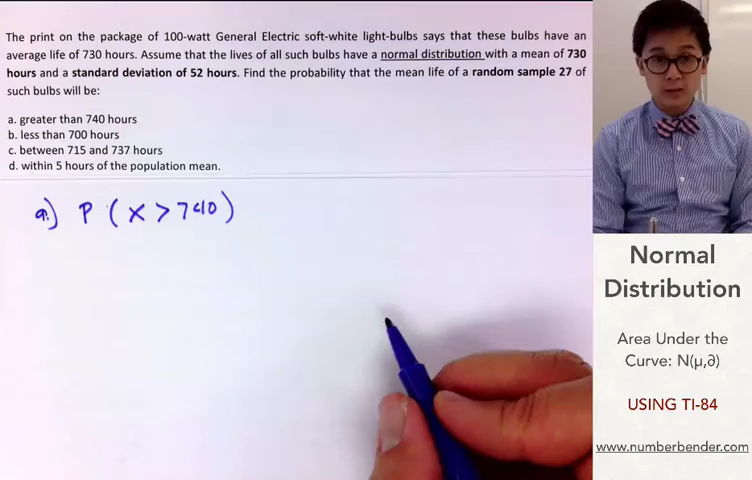 The print on the package of 100-watt General Electric soft-white light-bulbs says that these bulbs have an
average life of 730 hours. Assume that the lives of all such bulbs have a normal distribution with a mean of 730
hours and a standard deviation of 52 hours. Find the probability that the mean life of a random sample 27 of
such bulbs will be:
a. greater than 740 hours
b. less than 700 hours
c. between 715 and 737 hours
d. within 5 hours of the population mean.
a.) P (X > 740)
Normal
Distribution
Area Under the
Curve: N(μ,∂)
USING TI-84
www.numberbender.com